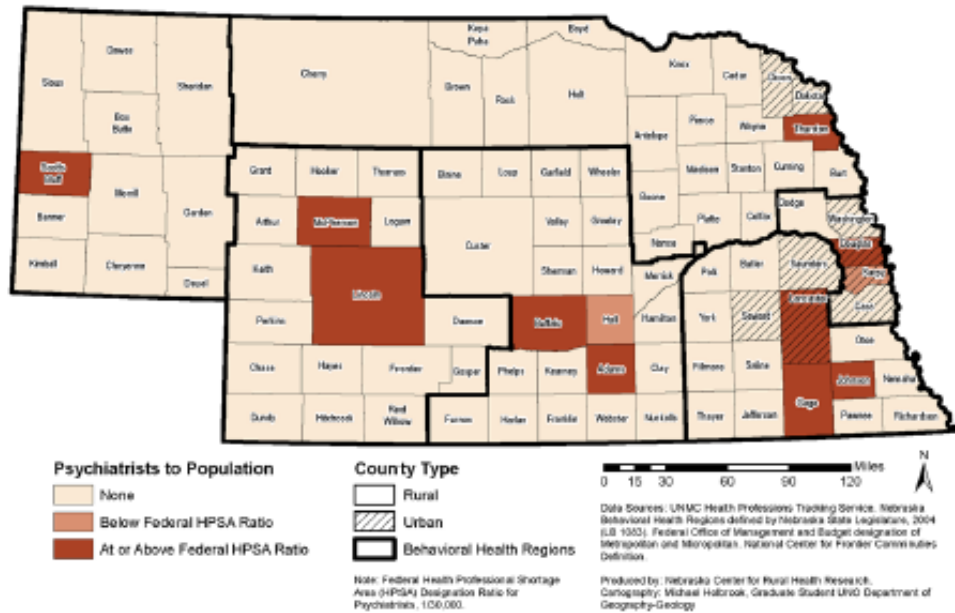 Keya
Paha
Boyd
Dawes
Sioux
Sheridan
Cherry
Brown
Rock
Holt
Knox
Cedar
Dixon
Dakota
Box
Butte
Antelope
Pierce
Wayne
Thurston
Scotts
Bluff
Morrill
Garden
Grant
Hooker
Thomas
Blaine
Loup
Garfield
Wheeler
Madison
Stanton
Cuming
Burt
Boone
Banner
Arthur
McPherson
Logan
Custer
Valley
Greeley
Platte
Colfax
Dodge
Washington
Nance
Douglas
Kimball
Cheyenne
Deuel
Keith
Lincoln
Sherman
Howard
Merrick
Polk
Butler
Saunders
Sarpy
Perkins
Dawson
Buffalo
Hall
Hamilton
York
Seward
Lancaster
Cass
Otoe
Chase
Hayes
Frontier
Gosper
Phelps
Kearney
Adams
Clay
Fillmore
Saline
Gage
Johnson
Nemaha
Dundy
Hitchcock
Red
Willow
Furnas
Harlan
Franklin
Webster
Nuckolls
Thayer
Jefferson
Pawnee
Richardson
Psychiatrists to Population
None
Below Federal HPSA Ratio
At or Above Federal HPSA Ratio
County Type
Rural
Urban
Behavioral Health Regions
Note: Federal Health Professional Shortage
Area (HPSA) Designation Ratio for
Psychiatrists, 1/30,000.
Miles
0 15 30 60 90 120
N
Data Sources: UNMC Health Professions Tracking Service. Nebraska
Behavioral Health Regions defined by Nebraska State Legislature, 2004
(LB 1083). Federal Office of Management and Budget designation of
Metropolitan and Micropolitan. National Center for Frontier Communities
Definition.
Produced by: Nebraska Center for Rural Health Research.
Cartography: Michael Holbrook, Graduate Student UNO Department of
Geography-Geology